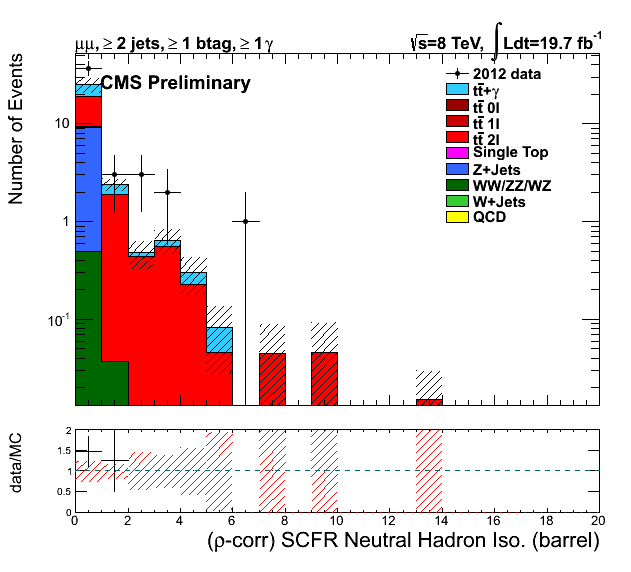 μμ, ≥ 2 jets, ≥ 1 btag, ≥ 1 γ
√s=8 TeV, ∫ Ldt=19.7 fb⁻¹
CMS Preliminary
Number of Events
10
1
10⁻¹
2012 data
tt̄+γ
tt̄ 0l
tt̄ 1l
tt̄ 2l
Single Top
Z+Jets
WW/ZZ/WZ
W+Jets
QCD
data/MC
2
1.5
1
0.5
0
0 2 4 6 8 10 12 14 16 18 20
(ρ-corr) SCFR Neutral Hadron Iso. (barrel)